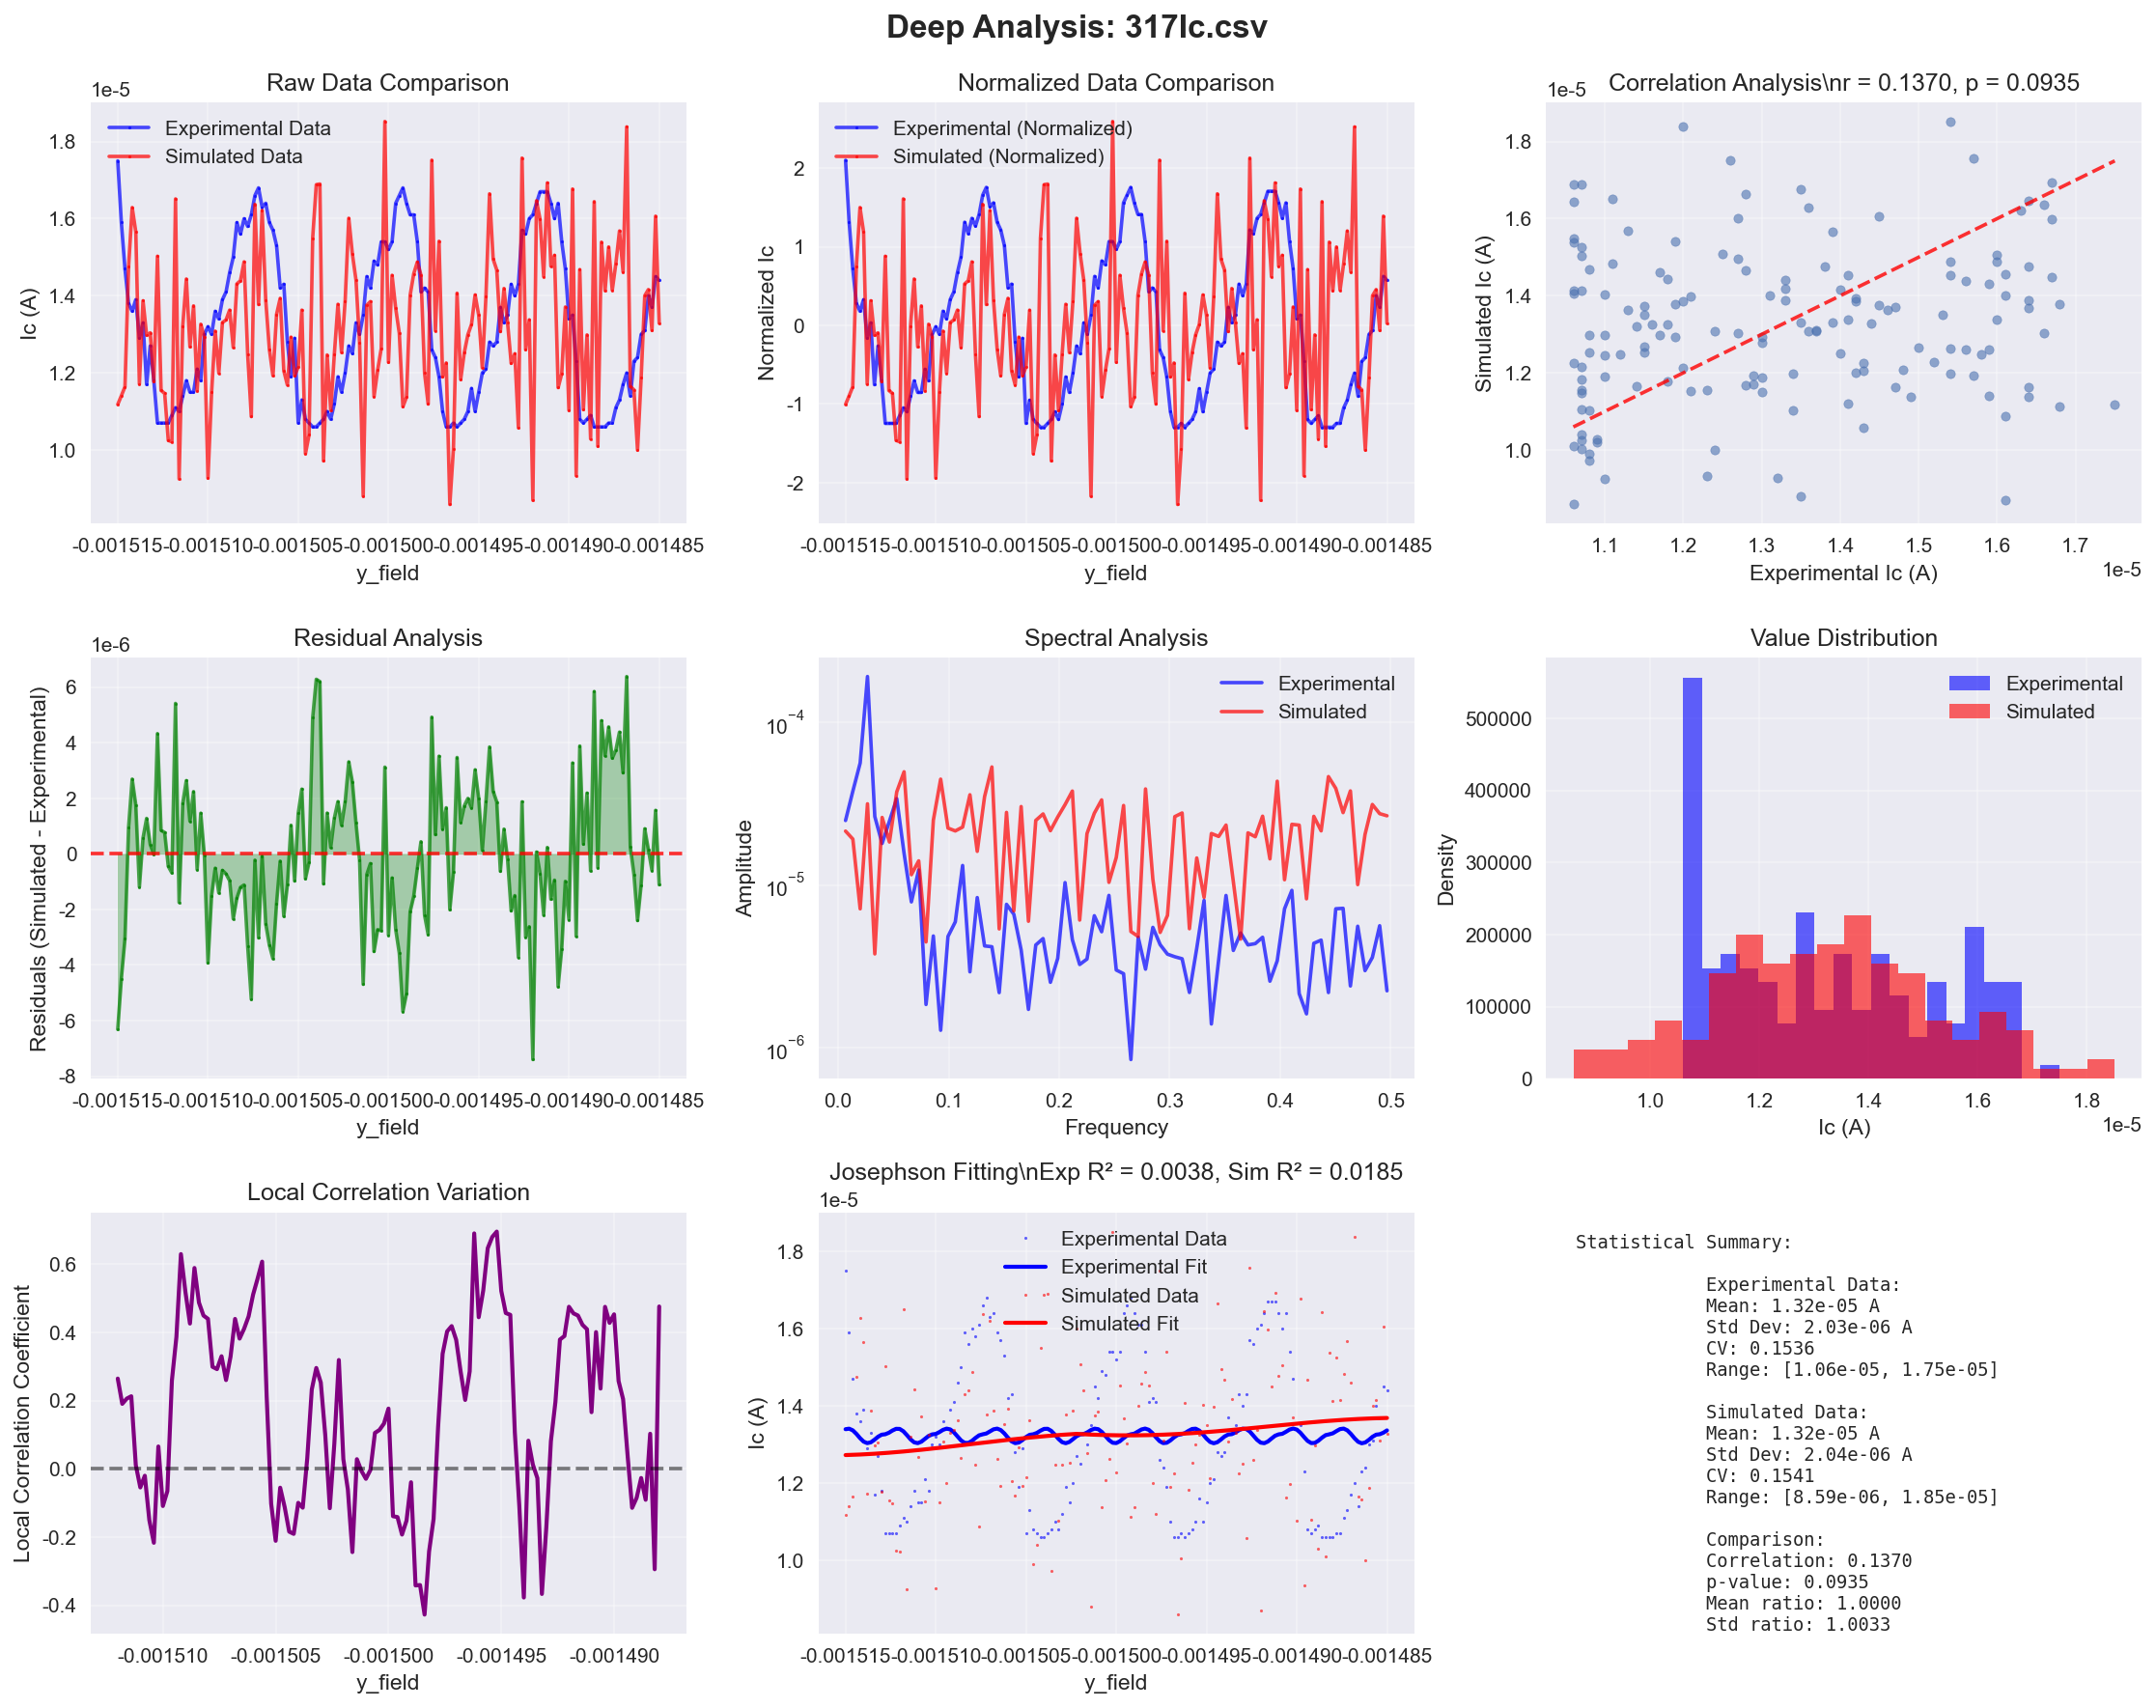 Deep Analysis: 317Ic.csv
Raw Data Comparison
1e-5
Experimental Data
Simulated Data
1.8
1.6
1.4
1.2
1.0
Ic (A)
-0.001515-0.001510-0.001505-0.001500-0.001495-0.001490-0.001485
y_field
Normalized Data Comparison
Experimental (Normalized)
Simulated (Normalized)
2
1
0
-1
-2
Normalized Ic
-0.001515-0.001510-0.001505-0.001500-0.001495-0.001490-0.001485
y_field
Correlation Analysis\nr = 0.1370, p = 0.0935
1e-5
1.8
1.6
1.4
1.2
1.0
Simulated Ic (A)
1.1 1.2 1.3 1.4 1.5 1.6 1.7
1e-5
Experimental Ic (A)
Residual Analysis
1e-6
6
4
2
0
-2
-4
-6
-8
Residuals (Simulated - Experimental)
-0.001515-0.001510-0.001505-0.001500-0.001495-0.001490-0.001485
y_field
Spectral Analysis
Experimental
Simulated
10⁻⁴
10⁻⁵
10⁻⁶
Amplitude
0.0 0.1 0.2 0.3 0.4 0.5
Frequency
Value Distribution
Experimental
Simulated
500000
400000
300000
200000
100000
0
Density
1.0 1.2 1.4 1.6 1.8
1e-5
Ic (A)
Local Correlation Variation
0.6
0.4
0.2
0.0
-0.2
-0.4
Local Correlation Coefficient
-0.001510 -0.001505 -0.001500 -0.001495 -0.001490
y_field
Josephson Fitting\nExp R² = 0.0038, Sim R² = 0.0185
1e-5
Experimental Data
Experimental Fit
Simulated Data
Simulated Fit
1.8
1.6
1.4
1.2
1.0
Ic (A)
-0.001515-0.001510-0.001505-0.001500-0.001495-0.001490-0.001485
y_field
Statistical Summary:
Experimental Data:
Mean: 1.32e-05 A
Std Dev: 2.03e-06 A
CV: 0.1536
Range: [1.06e-05, 1.75e-05]
Simulated Data:
Mean: 1.32e-05 A
Std Dev: 2.04e-06 A
CV: 0.1541
Range: [8.59e-06, 1.85e-05]
Comparison:
Correlation: 0.1370
p-value: 0.0935
Mean ratio: 1.0000
Std ratio: 1.0033